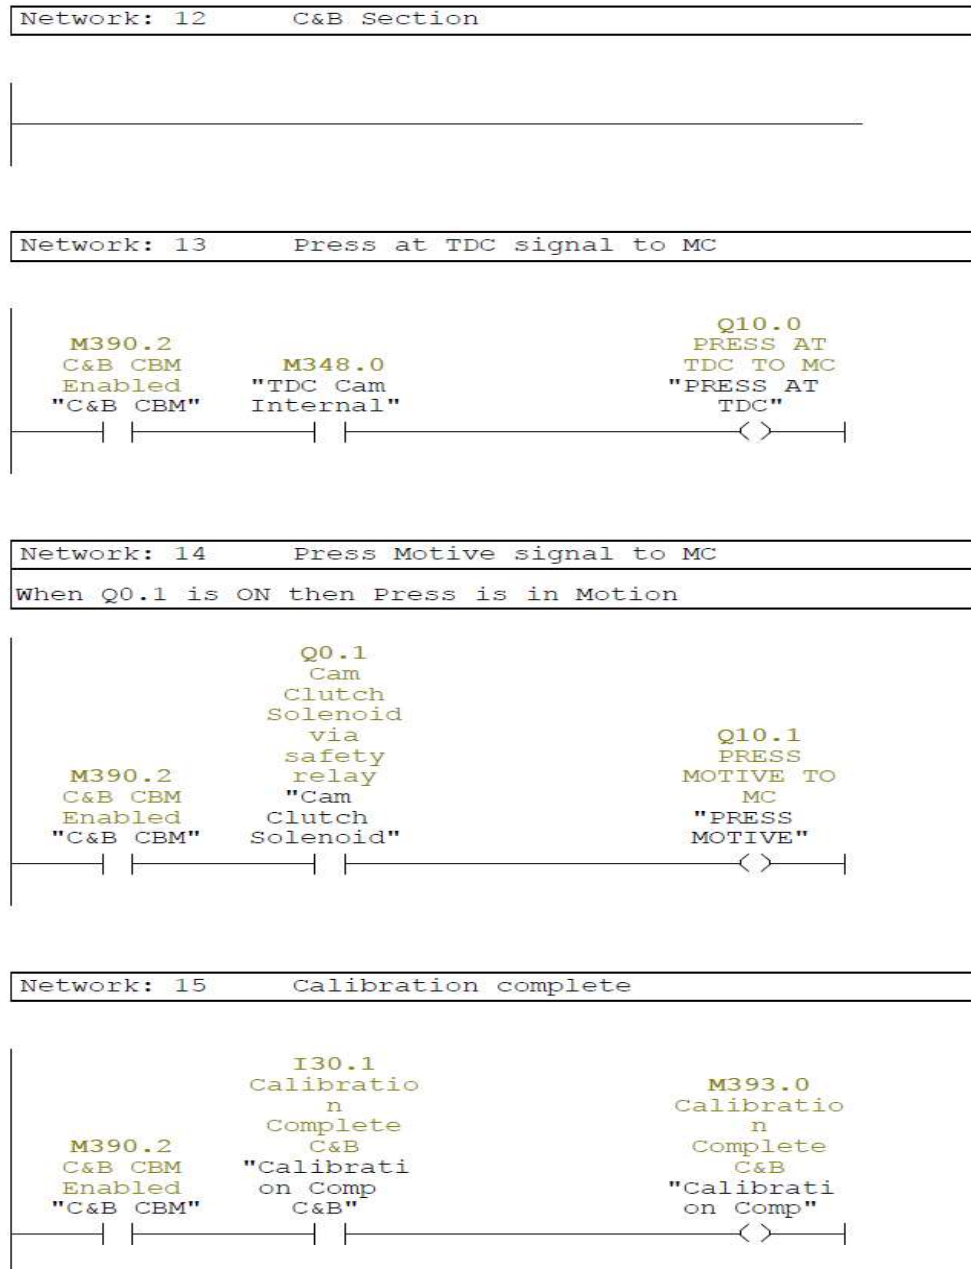 Network: 12 C&B Section
Network: 13 Press at TDC signal to MC
M390.2
C&B CBM
Enabled
"C&B CBM"
M348.0
"TDC Cam
Internal"
Q10.0
PRESS AT
TDC TO MC
"PRESS AT
TDC"
Network: 14 Press Motive signal to MC
When Q0.1 is ON then Press is in Motion
M390.2
C&B CBM
Enabled
"C&B CBM"
Q0.1
Cam
Clutch
Solenoid
via
safety
relay
"Cam
Clutch
Solenoid"
Q10.1
PRESS
MOTIVE TO
MC
"PRESS
MOTIVE"
Network: 15 Calibration complete
M390.2
C&B CBM
Enabled
"C&B CBM"
I30.1
Calibratio
n
Complete
C&B
"Calibrati
on Comp
C&B"
M393.0
Calibratio
n
Complete
C&B
"Calibrati
on Comp"